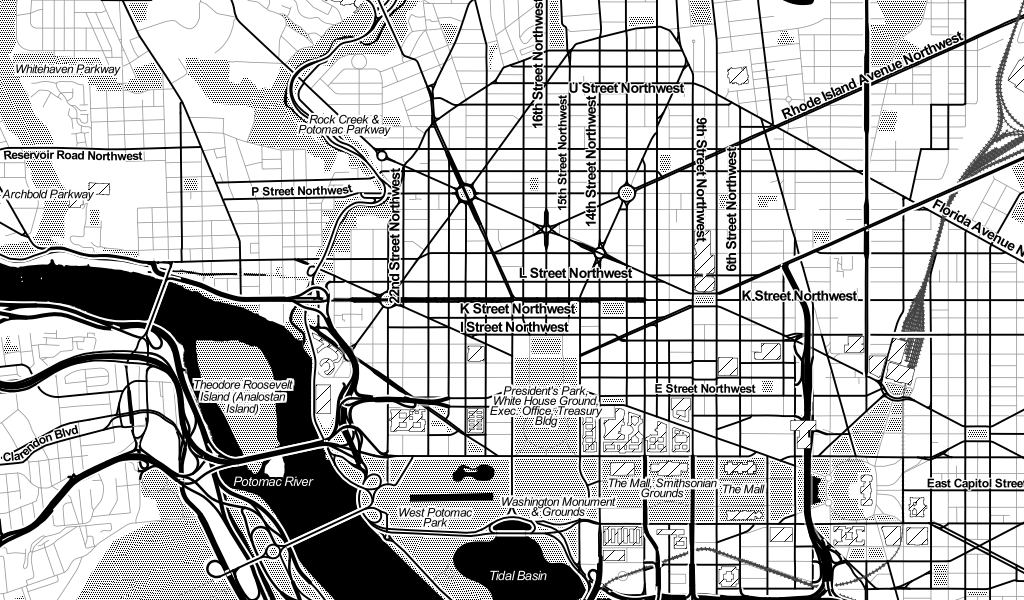 16th Street Northwest
Rhode Island Avenue Northwest
Whitehaven Parkway
U Street Northwest
15th Street Northwest
14th Street Northwest
Rock Creek &
Potomac Parkway
9th Street Northwest
6th Street Northwest
Reservoir Road Northwest
P Street Northwest
Archbold Parkway
22nd Street Northwest
Florida Avenue N
L Street Northwest
K Street Northwest
K Street Northwest
I Street Northwest
Theodore Roosevelt
Island (Analostan
Island)
President's Park,
White House Ground,
Exec. Office, Treasury
Bldg
E Street Northwest
Clarendon Blvd
Potomac River
The Mall, Smithsonian
Grounds
The Mall
East Capitol Street
West Potomac
Park
Washington Monument
& Grounds
Tidal Basin